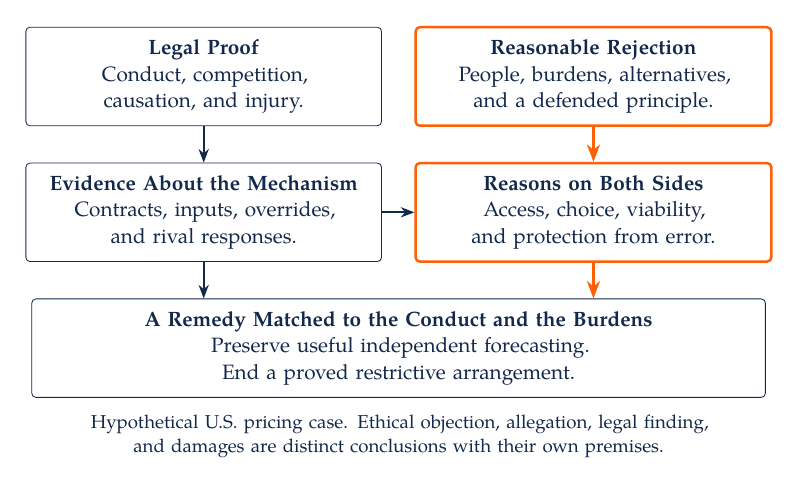 Legal Proof
Conduct, competition,
causation, and injury.
Reasonable Rejection
People, burdens, alternatives,
and a defended principle.
Evidence About the Mechanism
Contracts, inputs, overrides,
and rival responses.
Reasons on Both Sides
Access, choice, viability,
and protection from error.
A Remedy Matched to the Conduct and the Burdens
Preserve useful independent forecasting.
End a proved restrictive arrangement.
Hypothetical U.S. pricing case. Ethical objection, allegation, legal finding,
and damages are distinct conclusions with their own premises.